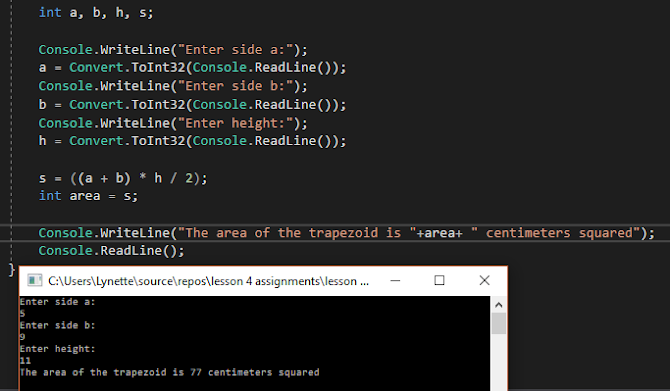 int a, b, h, s;
Console.WriteLine("Enter side a:");
a = Convert.ToInt32(Console.ReadLine());
Console.WriteLine("Enter side b:");
b = Convert.ToInt32(Console.ReadLine());
Console.WriteLine("Enter height:");
h = Convert.ToInt32(Console.ReadLine());
s = ((a + b) * h / 2);
int area = s;
Console.WriteLine("The area of the trapezoid is "+area+ " centimeters squared");
Console.ReadLine();
}
C:\Users\Lynette\source\repos\lesson 4 assignments\lesson ...
Enter side a:
5
Enter side b:
9
Enter height:
11
The area of the trapezoid is 77 centimeters squared